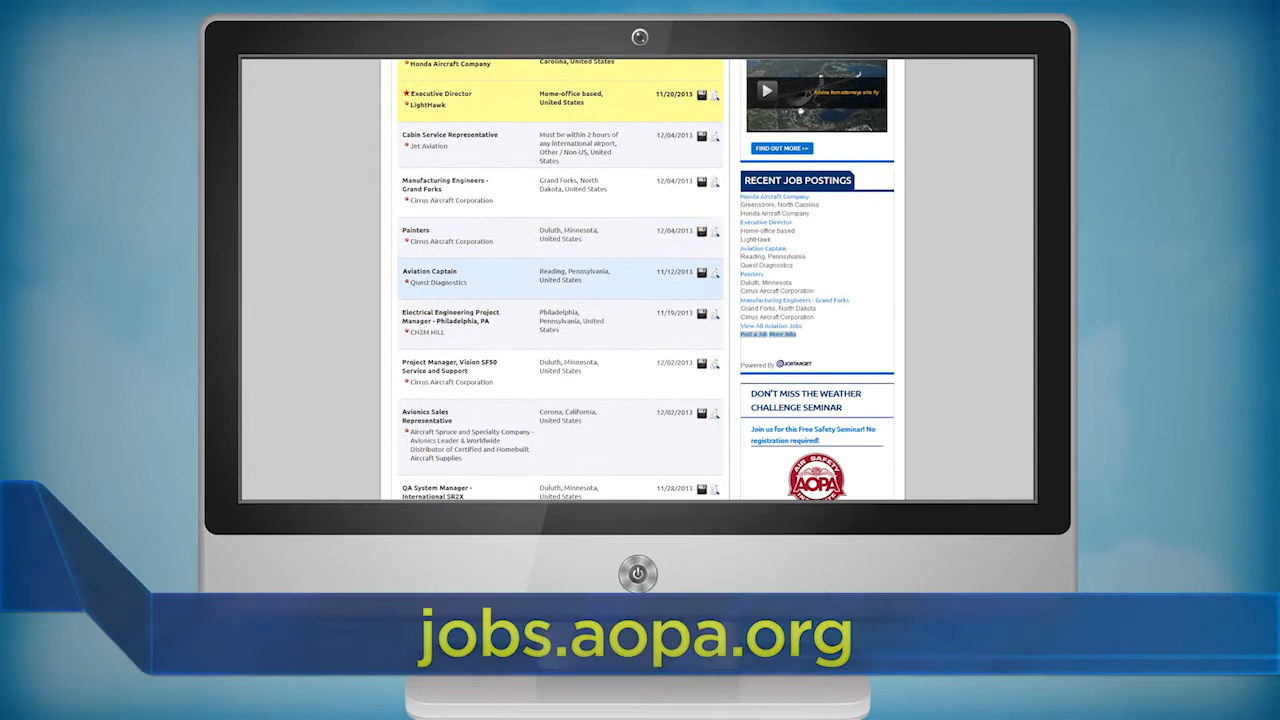 Honda Aircraft Company
Carolina, United States
Executive Director
LightHawk
Home-office based,
United States
11/20/2013
Cabin Service Representative
Jet Aviation
Must be within 2 hours of
any international airport,
Other / Non-US, United
States
12/04/2013
Manufacturing Engineers -
Grand Forks
Cirrus Aircraft Corporation
Grand Forks, North
Dakota, United States
12/04/2013
Painters
Cirrus Aircraft Corporation
Duluth, Minnesota,
United States
12/04/2013
Aviation Captain
Quest Diagnostics
Reading, Pennsylvania,
United States
11/12/2013
Electrical Engineering Project
Manager - Philadelphia, PA
CH2M HILL
Philadelphia,
Pennsylvania, United
States
11/19/2013
Project Manager, Vision SF50
Service and Support
Cirrus Aircraft Corporation
Duluth, Minnesota,
United States
12/02/2013
Avionics Sales
Representative
Aircraft Spruce and Specialty Company -
Avionics Leader & Worldwide
Distributor of Certified and Homebuilt
Aircraft Supplies
Corona, California,
United States
12/02/2013
QA System Manager -
International SR2X
Duluth, Minnesota,
United States
11/28/2013
Advice from attorneys who fly
FIND OUT MORE >>
RECENT JOB POSTINGS
Honda Aircraft Company
Greensboro, North Carolina
Honda Aircraft Company
Executive Director
Home-office based
LightHawk
Aviation Captain
Reading, Pennsylvania
Quest Diagnostics
Painters
Duluth, Minnesota
Cirrus Aircraft Corporation
Manufacturing Engineers - Grand Forks
Grand Forks, North Dakota
Cirrus Aircraft Corporation
View All Aviation Jobs
Post a Job More Jobs
Powered By JOBTARGET
DON'T MISS THE WEATHER
CHALLENGE SEMINAR
Join us for this Free Safety Seminar! No
registration required!
AIR SAFETY
AOPA
jobs.aopa.org